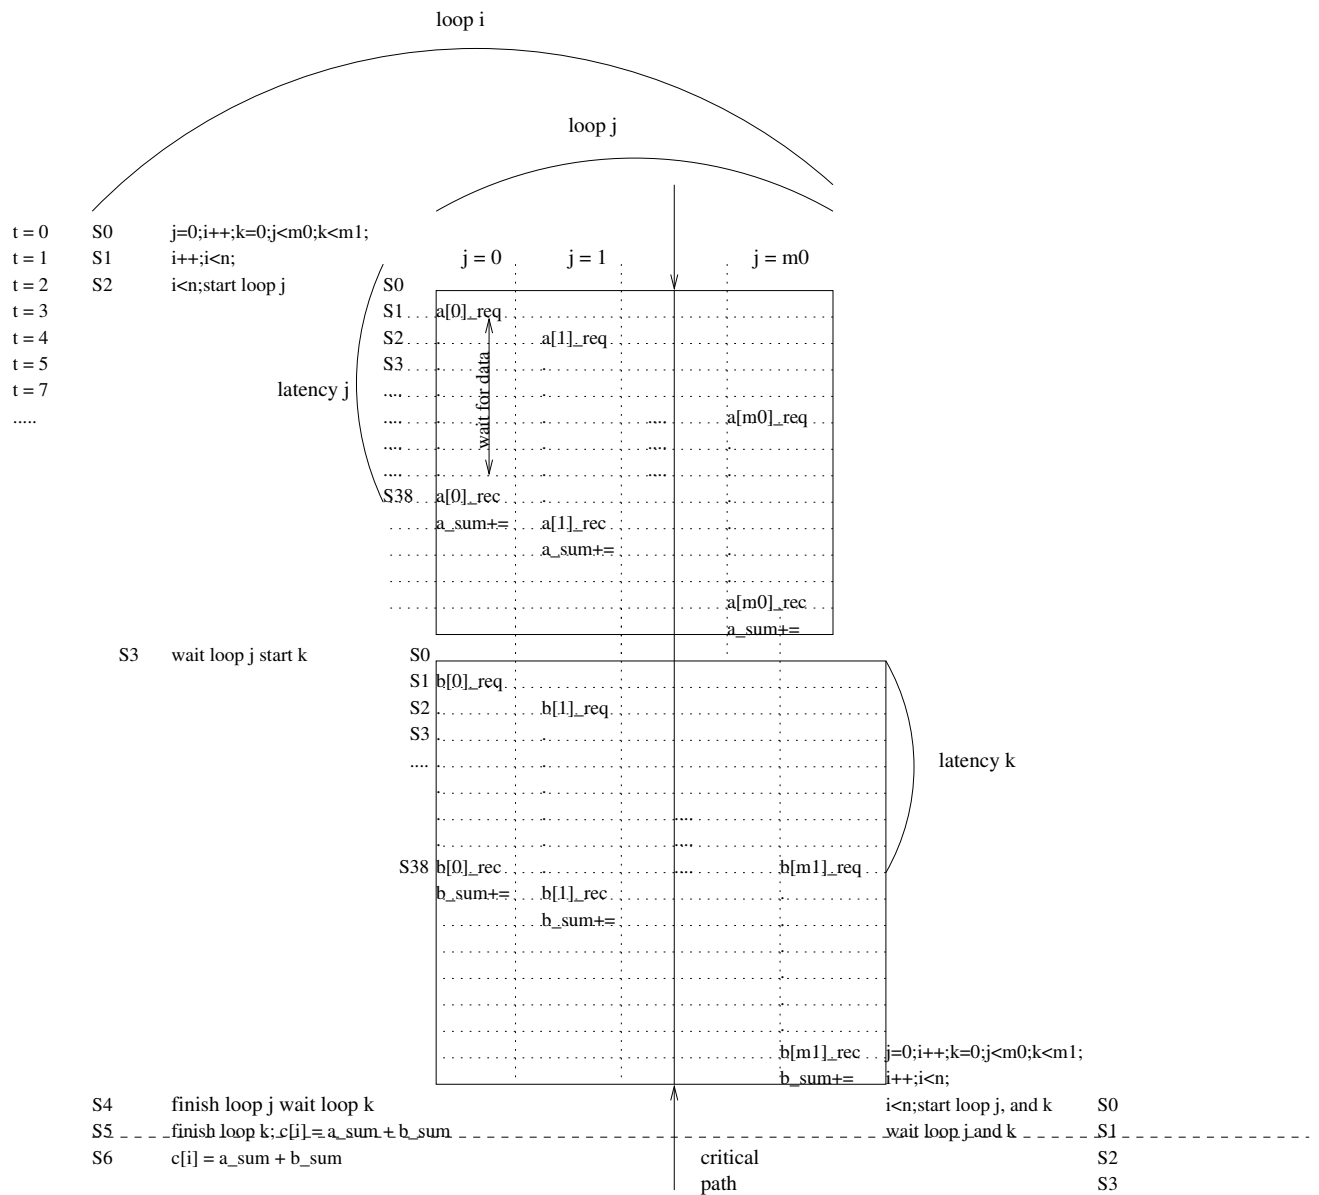 loop i
loop j
t = 0 S0 j=0;i++;k=0;j<m0;k<m1;
t = 1 S1 i++;i<n; j = 0 j = 1 j = m0
t = 2 S2 i<n;start loop j S0
t = 3 S1 a[0]_req
t = 4 S2 a[1]_req
t = 5 S3
wait for data
t = 7 latency j ....
..... .... .... a[m0]_req
.... ....
.... ....
S38 a[0]_rec
a_sum+= a[1]_rec
a_sum+=
a[m0]_rec
a_sum+=
S3 wait loop j start k S0
S1 b[0]_req
S2 b[1]_req
S3
.... latency k
....
....
S38 b[0]_rec .... b[m1]_req
b_sum+= b[1]_rec
b_sum+=
b[m1]_rec j=0;i++;k=0;j<m0;k<m1;
b_sum+= i++;i<n;
S4 finish loop j wait loop k i<n;start loop j, and k S0
S5 finish loop k; c[i] = a_sum + b_sum wait loop j and k S1
S6 c[i] = a_sum + b_sum critical S2
path S3